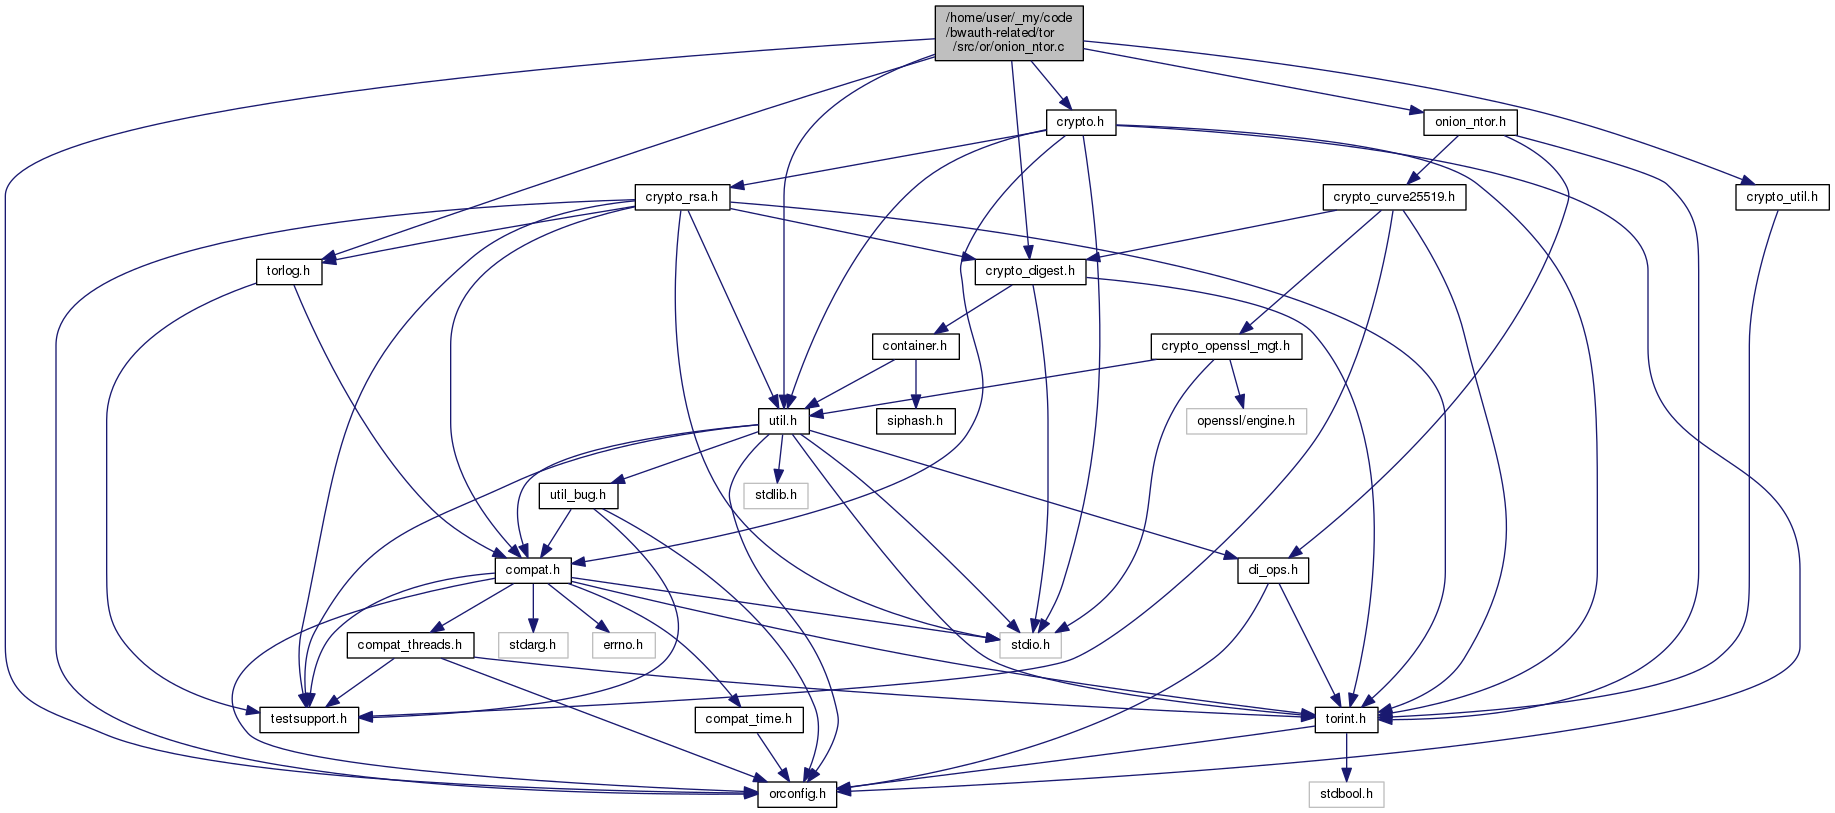 /home/user/_my/code
/bwauth-related/tor
/src/or/onion_ntor.c
crypto.h
onion_ntor.h
crypto_rsa.h
crypto_curve25519.h
crypto_util.h
torlog.h
crypto_digest.h
container.h
crypto_openssl_mgt.h
util.h
siphash.h
openssl/engine.h
util_bug.h
stdlib.h
compat.h
di_ops.h
compat_threads.h
stdarg.h
errno.h
stdio.h
testsupport.h
compat_time.h
torint.h
orconfig.h
stdbool.h